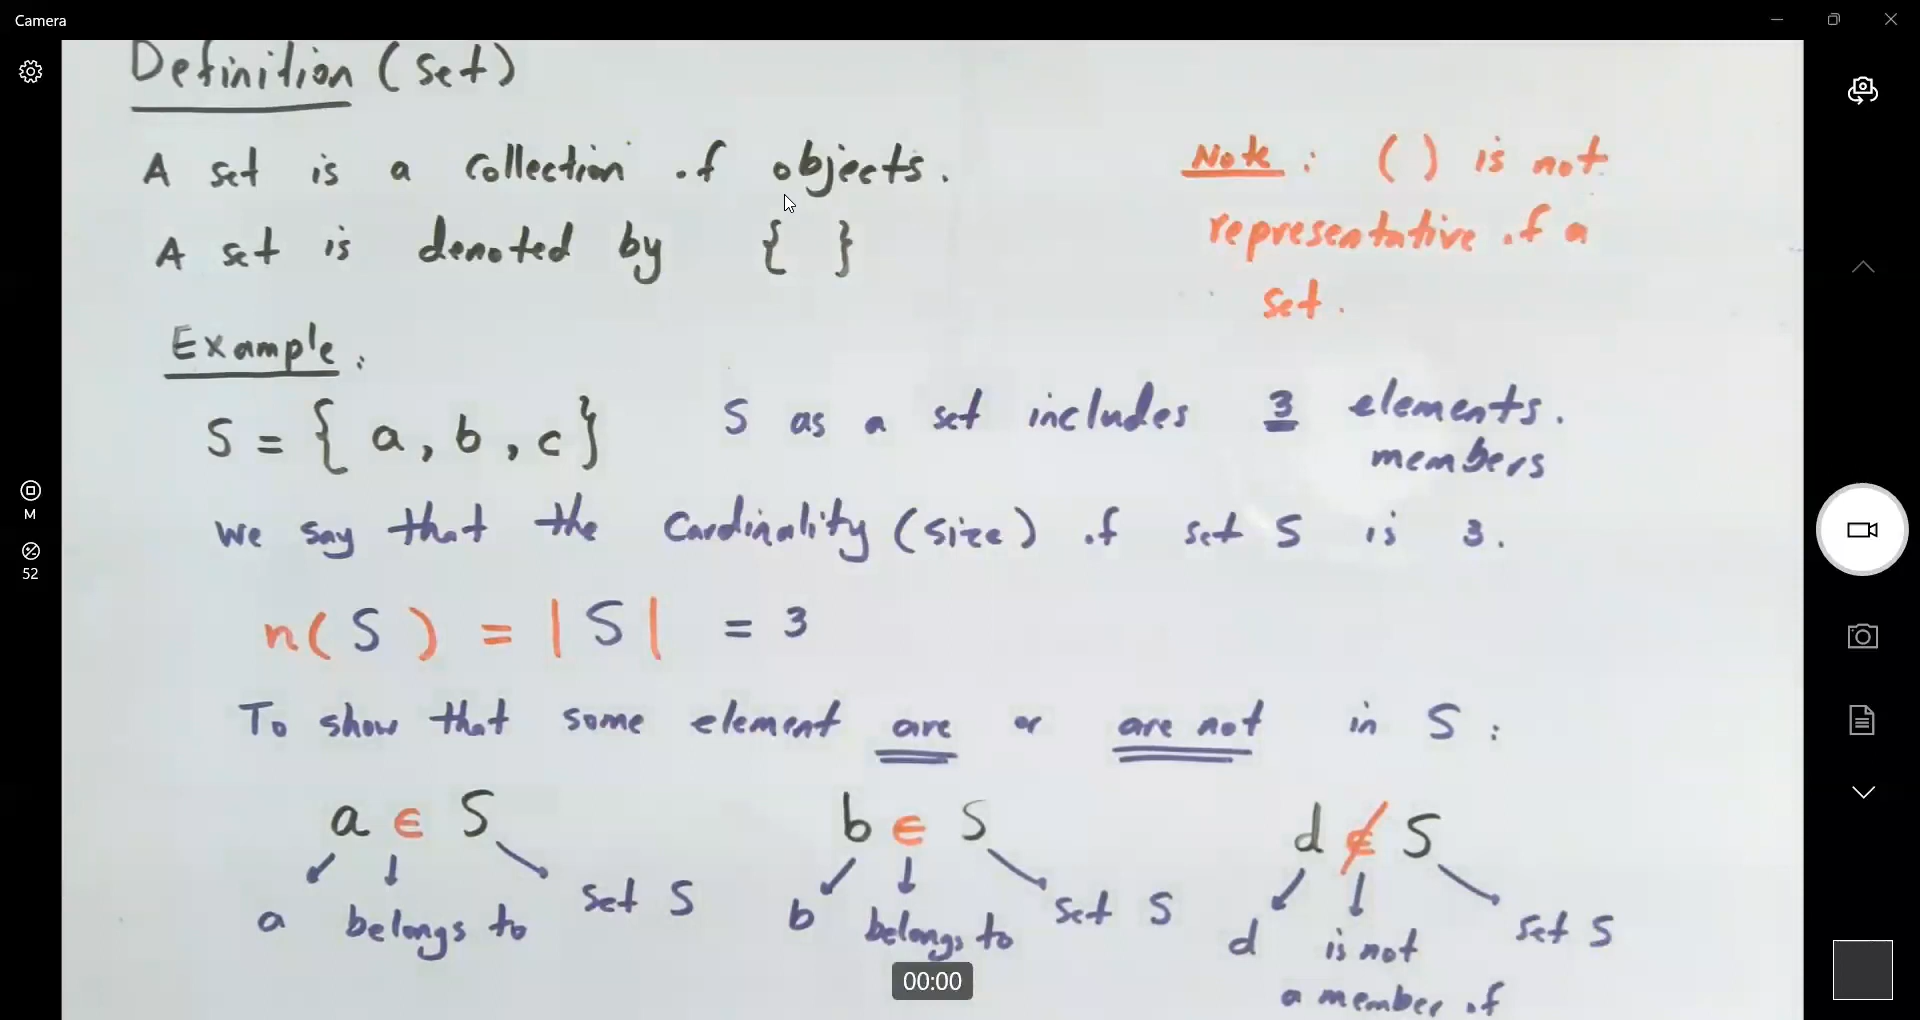 Camera
Definition (set)
A set is a collection of objects.
A set is denoted by { }
Note: ( ) is not
representative of a
set.
Example:
S = { a, b, c }
S as a set includes 3 elements.
members
We say that the Cardinality (size) of set S is 3.
n(S) = |S| = 3
To show that some element are or are not in S:
a ∈ S
a belongs to set S
b ∈ S
b belongs to set S
d ∉ S
d is not set S
a member of
M
52
00:00